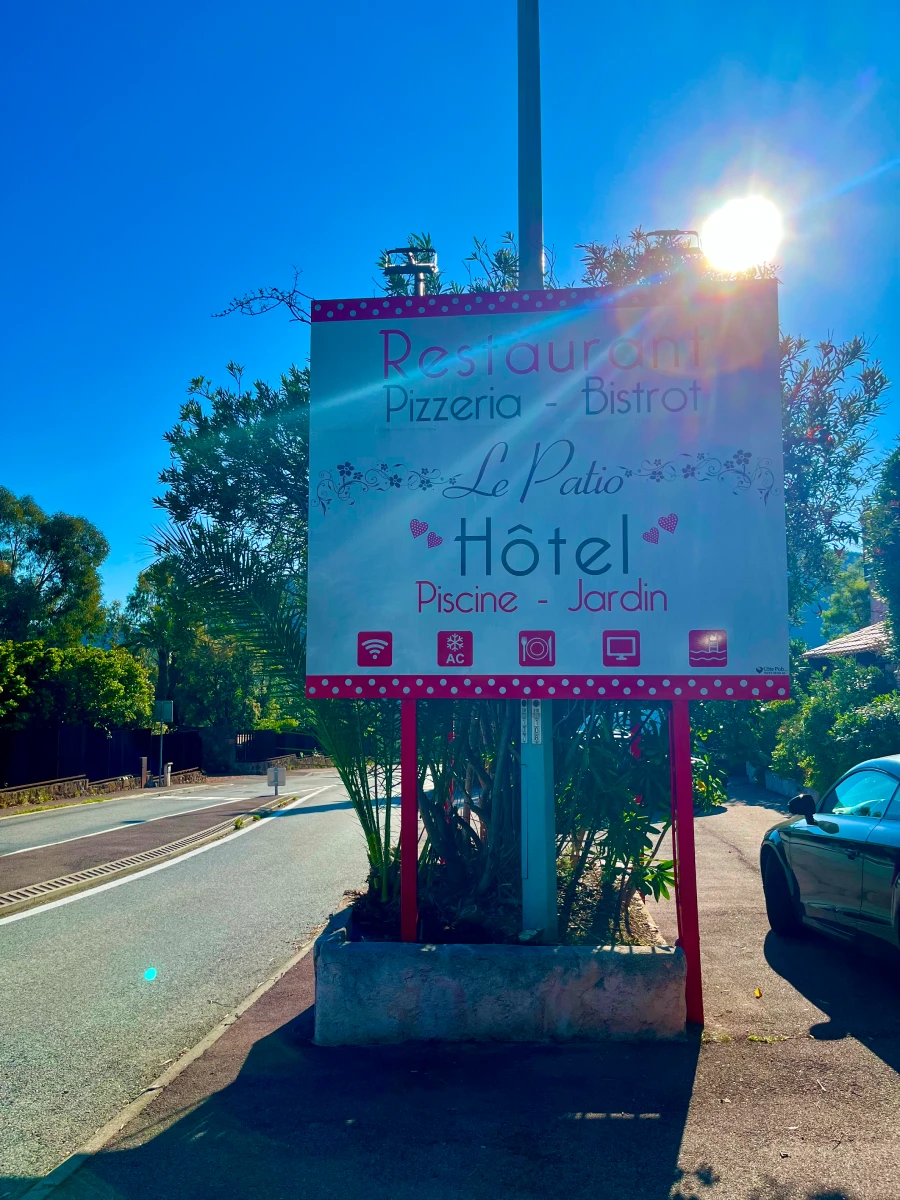 Restaurant
Pizzeria - Bistrot
Le Patio
Hôtel
Piscine - Jardin
AC